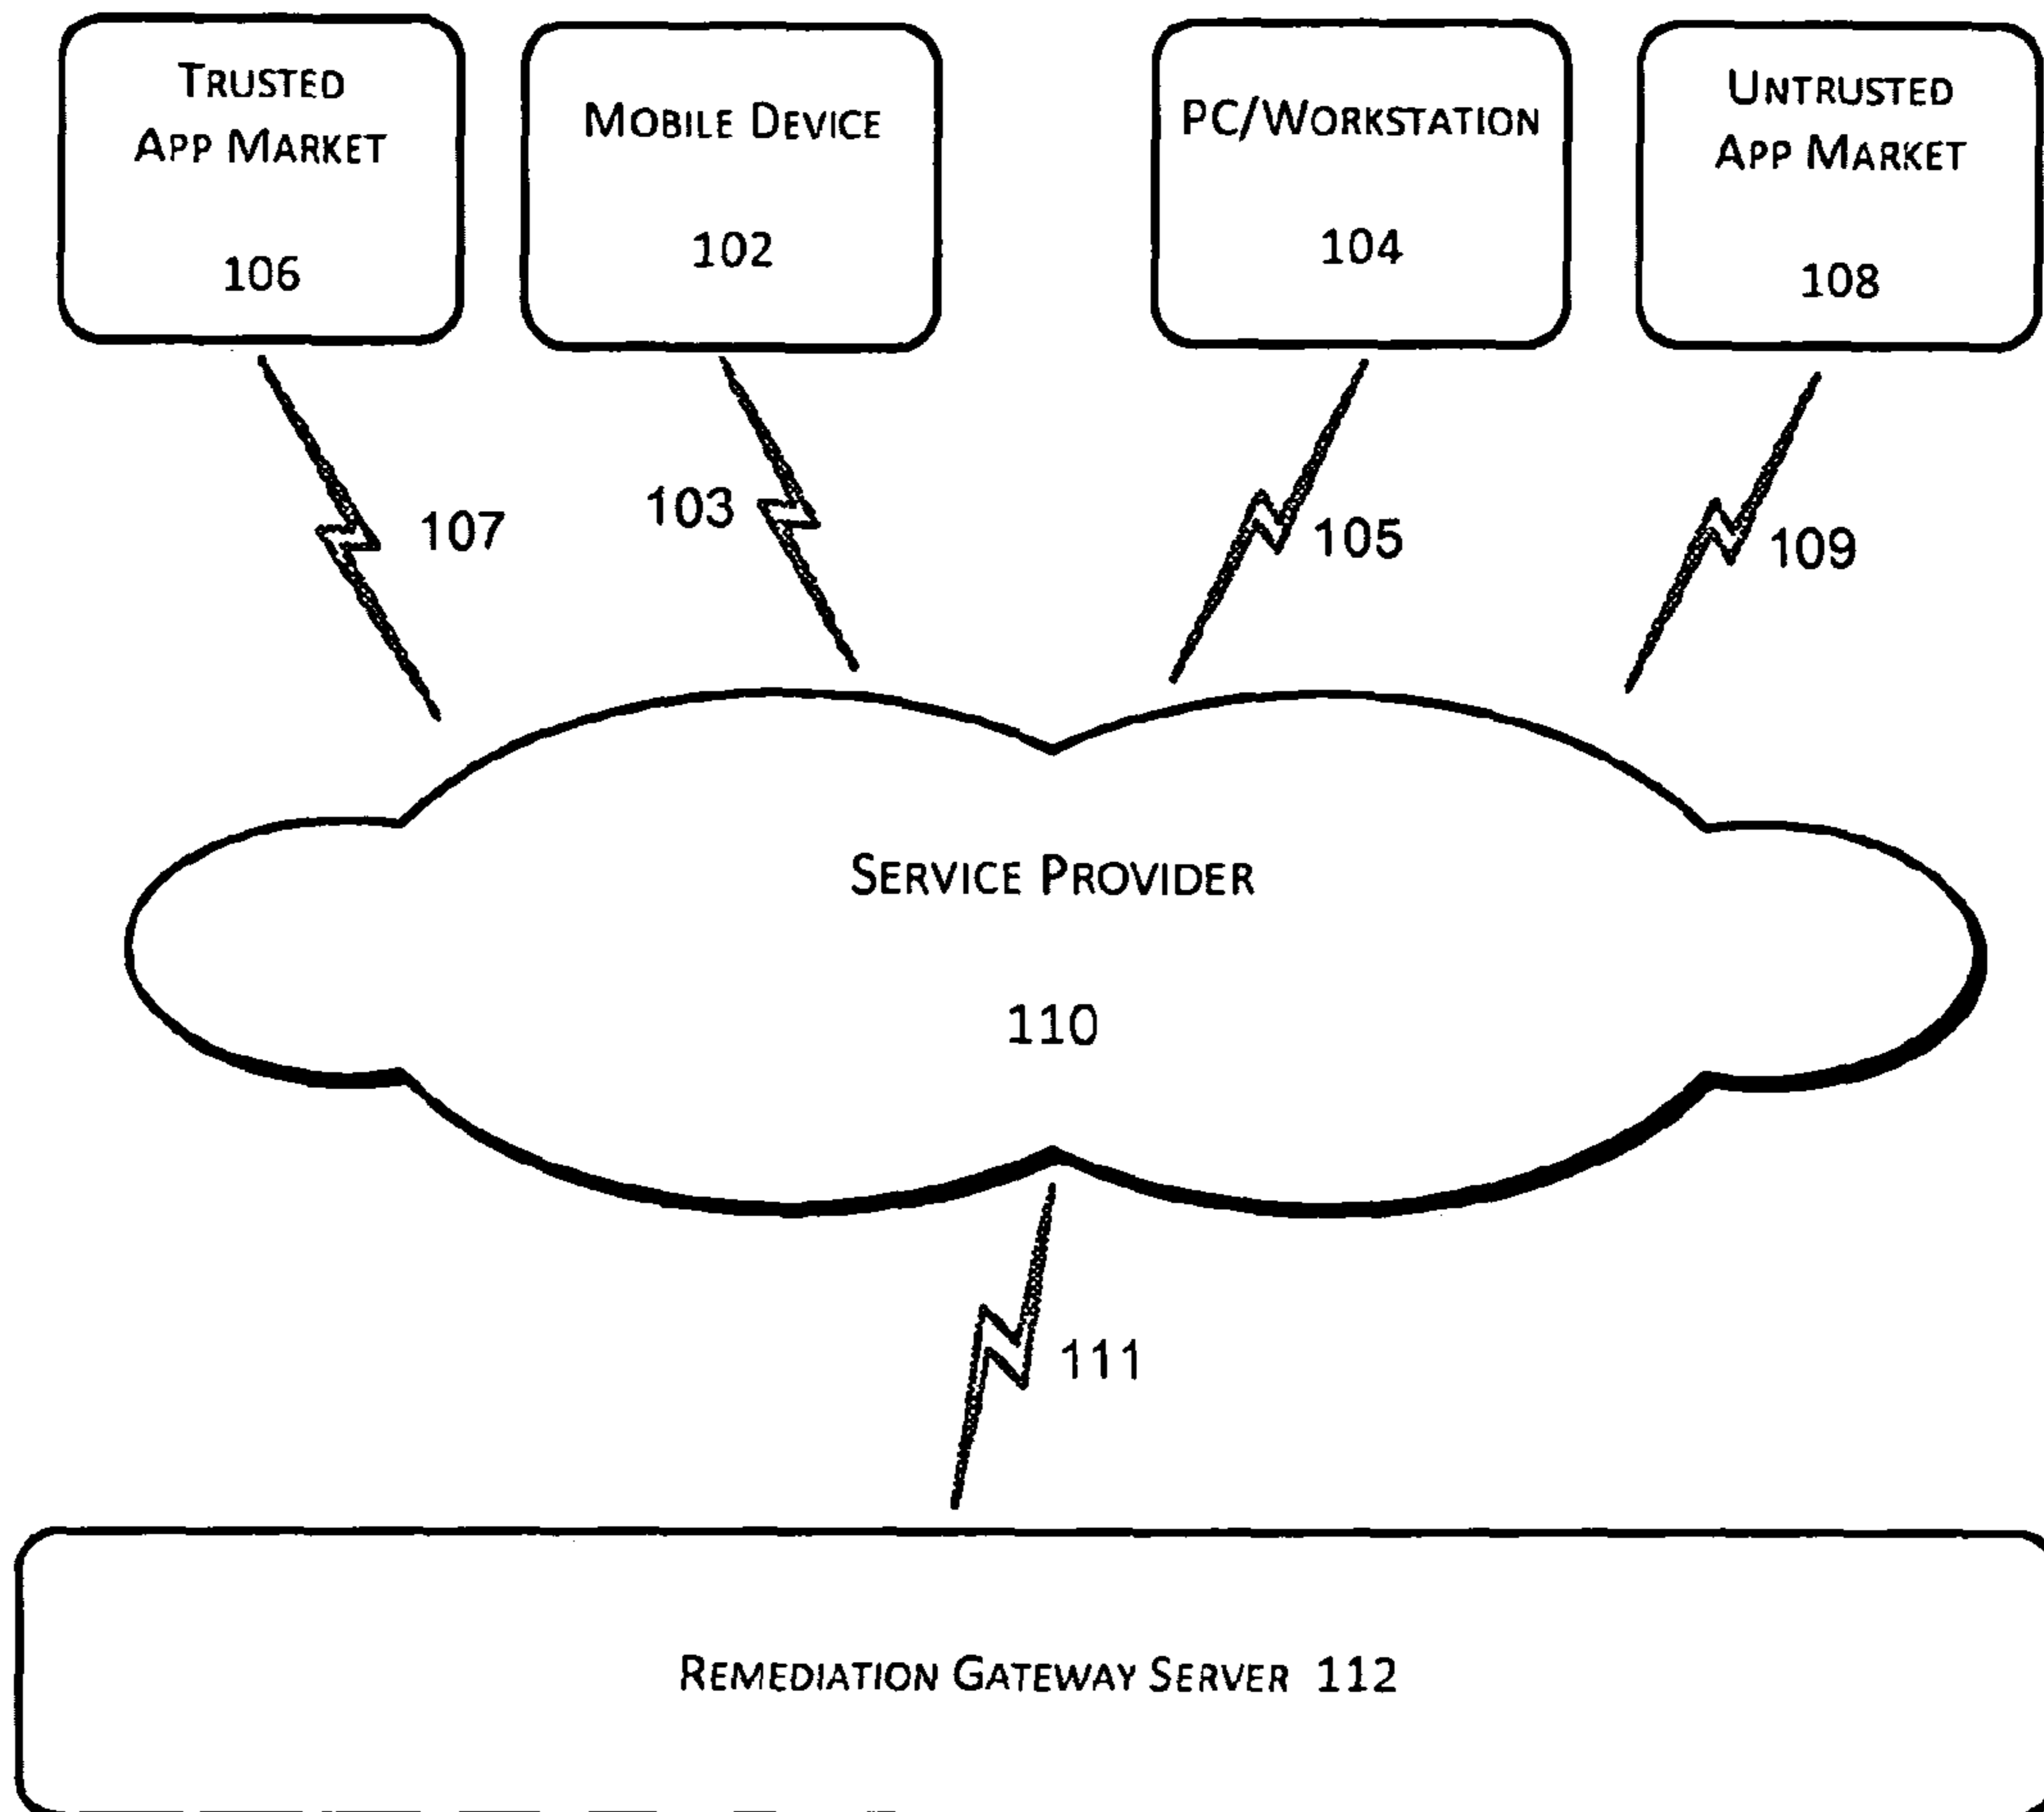 TRUSTED
APP MARKET
106
MOBILE DEVICE
102
PC/WORKSTATION
104
UNTRUSTED
APP MARKET
108
107
103
105
109
SERVICE PROVIDER
110
111
REMEDIATION GATEWAY SERVER 112